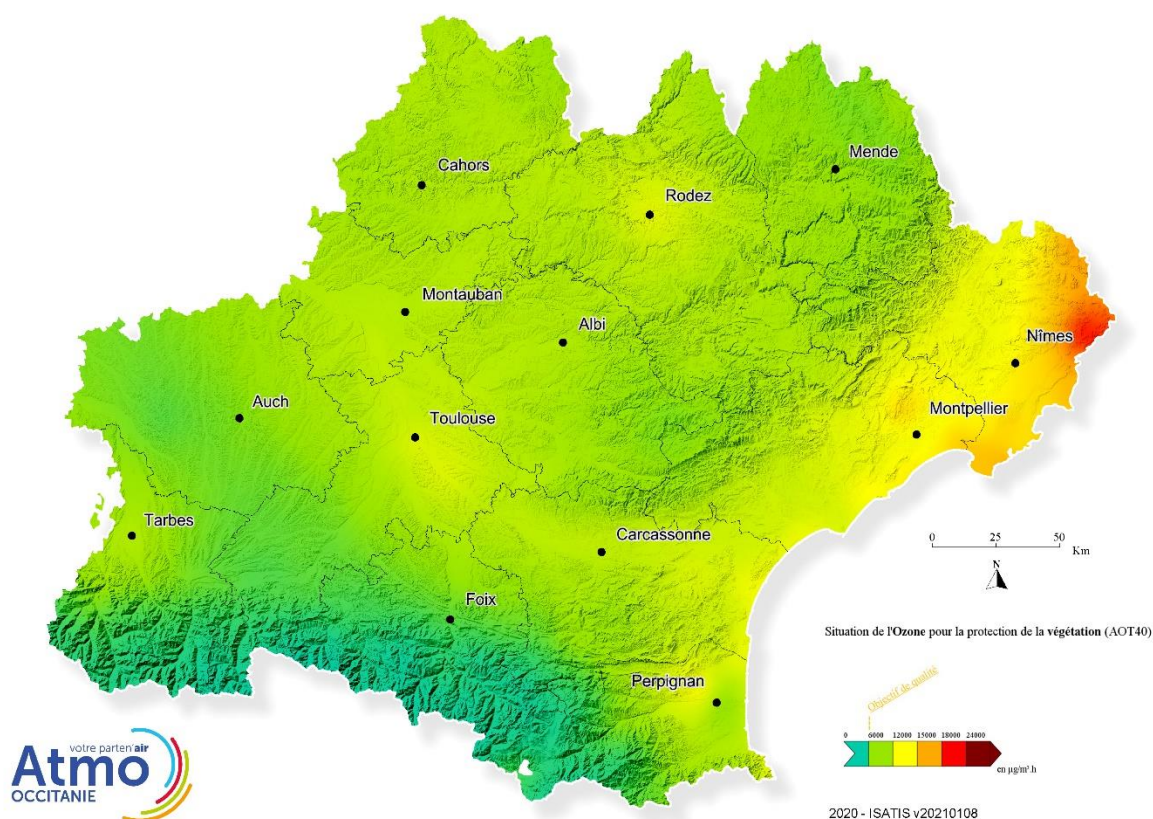 Cahors
Mende
Rodez
Montauban
Albi
Nîmes
Auch
Toulouse
Montpellier
Tarbes
Carcassonne
0 25 50
Km
N
Foix
Situation de l'Ozone pour la protection de la végétation (AOT40)
Perpignan
Objectif de qualité
0 6000 12000 15000 18000 24000
en µg/m³.h
votre parten'air
Atmo
OCCITANIE
2020 - ISATIS v20210108